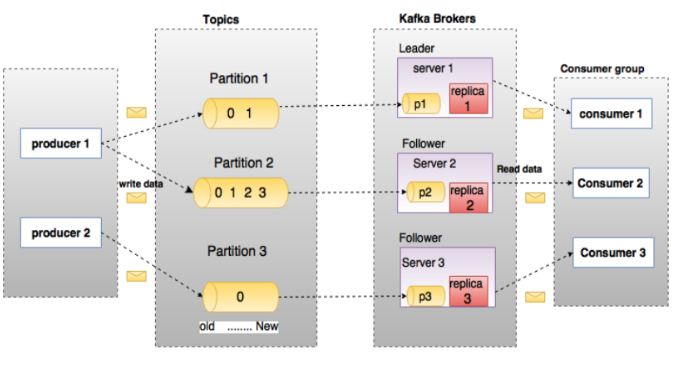 Topics
Kafka Brokers
Consumer group
producer 1
producer 2
write data
Partition 1
0 1
Partition 2
0 1 2 3
Partition 3
0
old ........ New
Leader
server 1
p1
replica
1
Follower
Server 2
p2
replica
2
Follower
Server 3
p3
replica
3
Read data
consumer 1
Consumer 2
Consumer 3